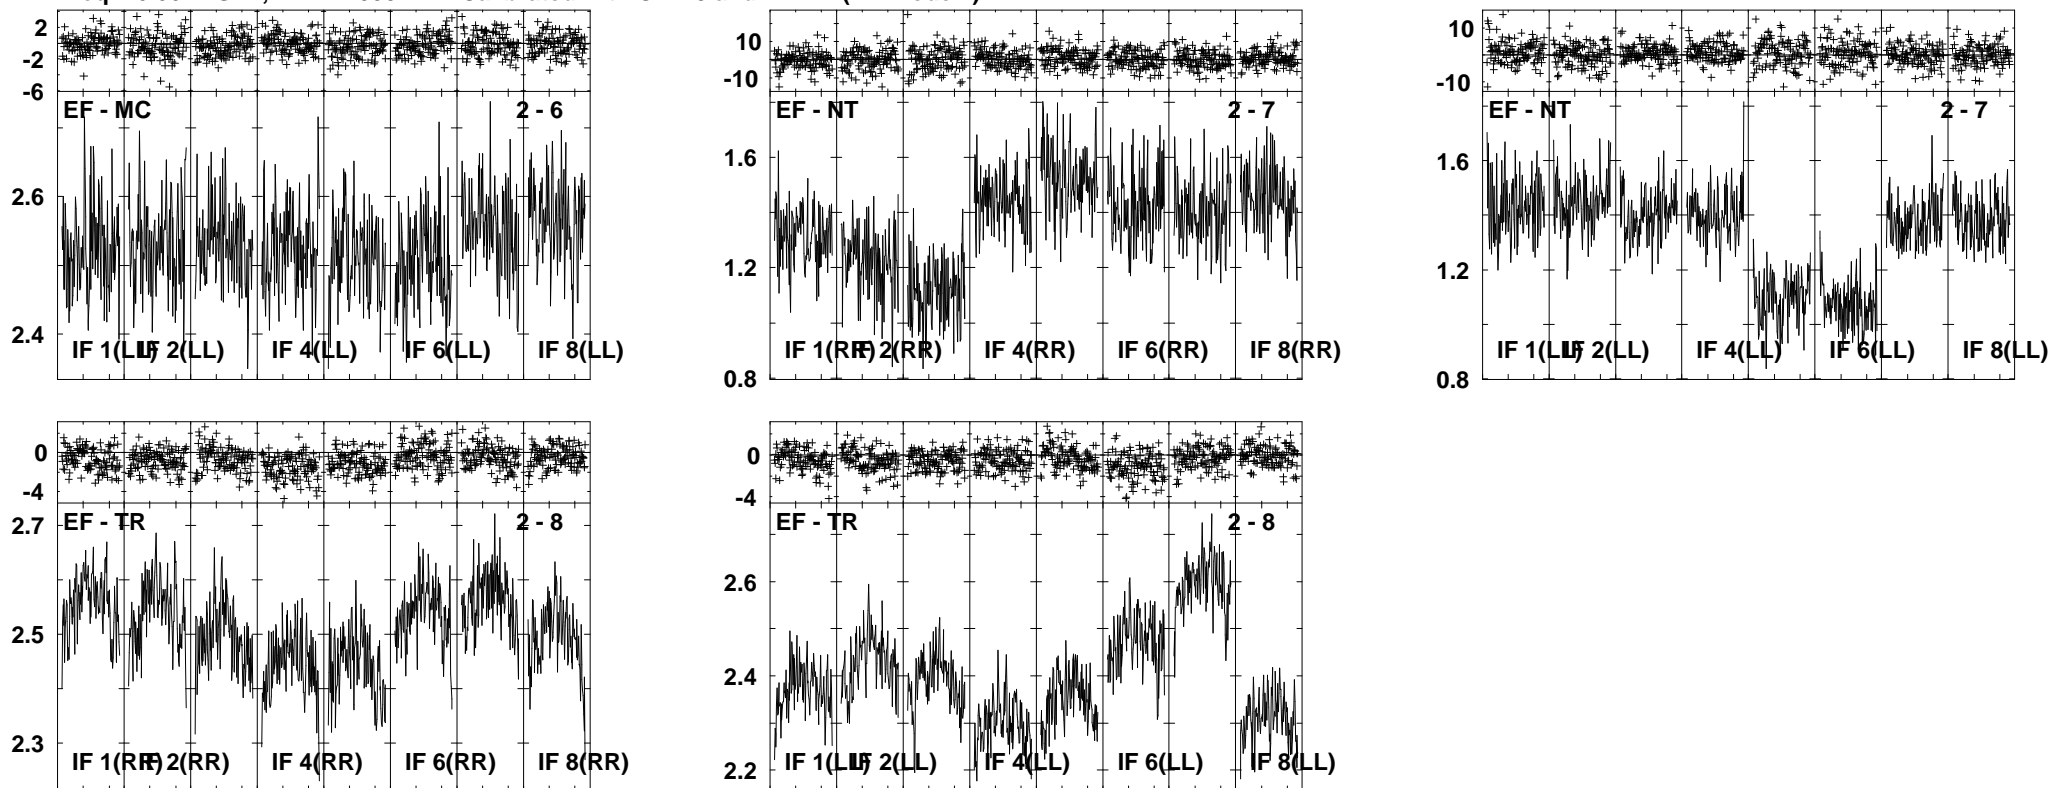 2
-2
-6
EF - MC 2 - 6
2.6
2.4
IF 1(LL) IF 2(LL) IF 4(LL) IF 6(LL) IF 8(LL)
10
-10
EF - NT 2 - 7
1.6
1.2
0.8
IF 1(RR) IF 2(RR) IF 4(RR) IF 6(RR) IF 8(RR)
10
-10
EF - NT 2 - 7
1.6
1.2
0.8
IF 1(LL) IF 2(LL) IF 4(LL) IF 6(LL) IF 8(LL)
0
-4
EF - TR 2 - 8
2.7
2.5
2.3
IF 1(RR) IF 2(RR) IF 4(RR) IF 6(RR) IF 8(RR)
0
-4
EF - TR 2 - 8
2.6
2.4
2.2
IF 1(LL) IF 2(LL) IF 4(LL) IF 6(LL) IF 8(LL)